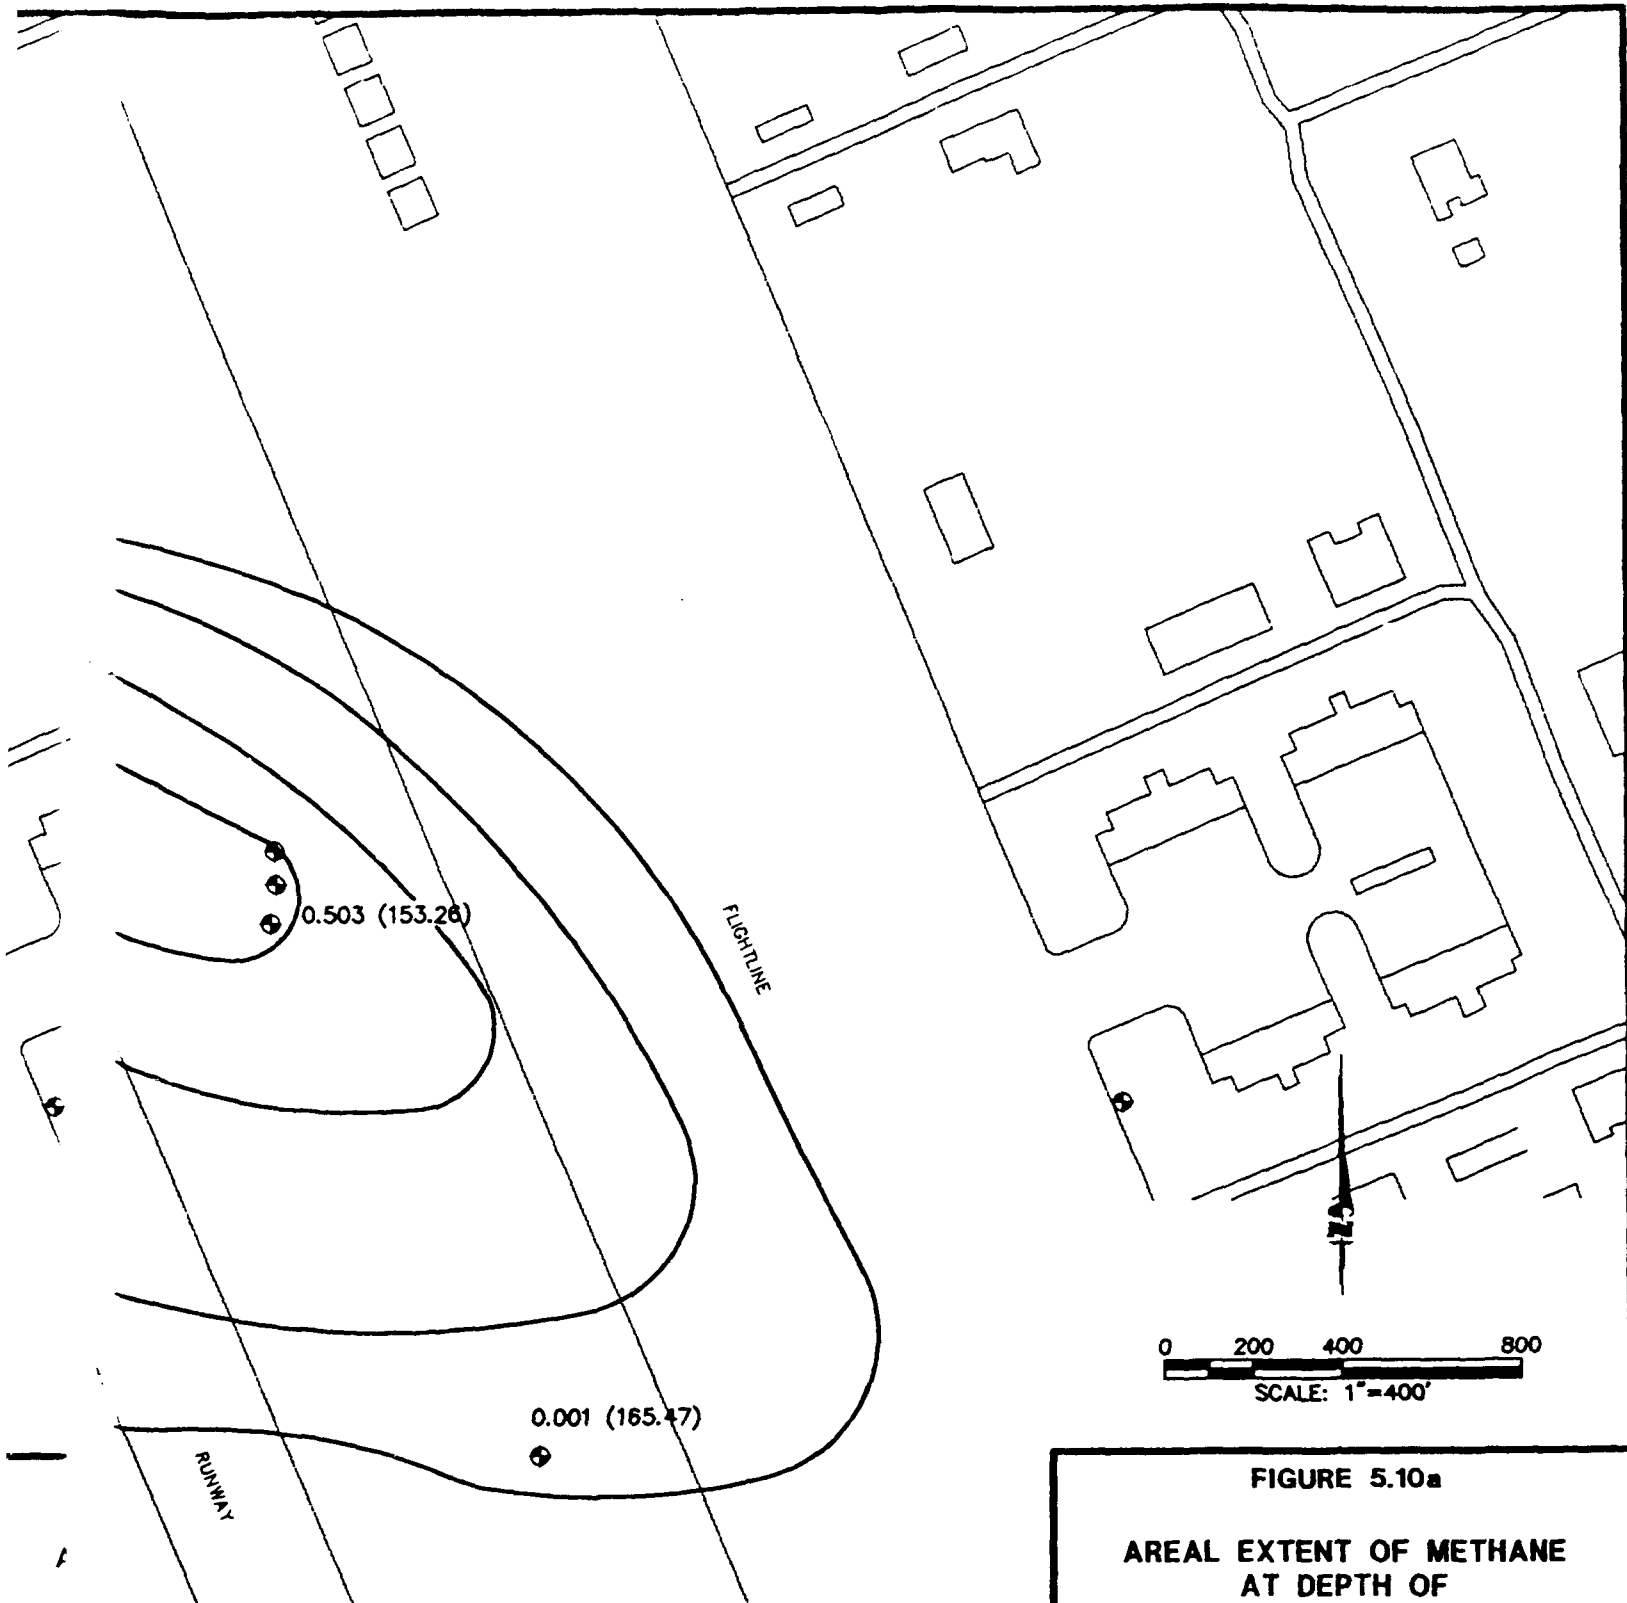 0.503 (153.26)
FLIGHTLINE
0 200 400 800
SCALE: 1"=400'
0.001 (165.47)
RUNWAY
FIGURE 5.10a
AREAL EXTENT OF METHANE
AT DEPTH OF